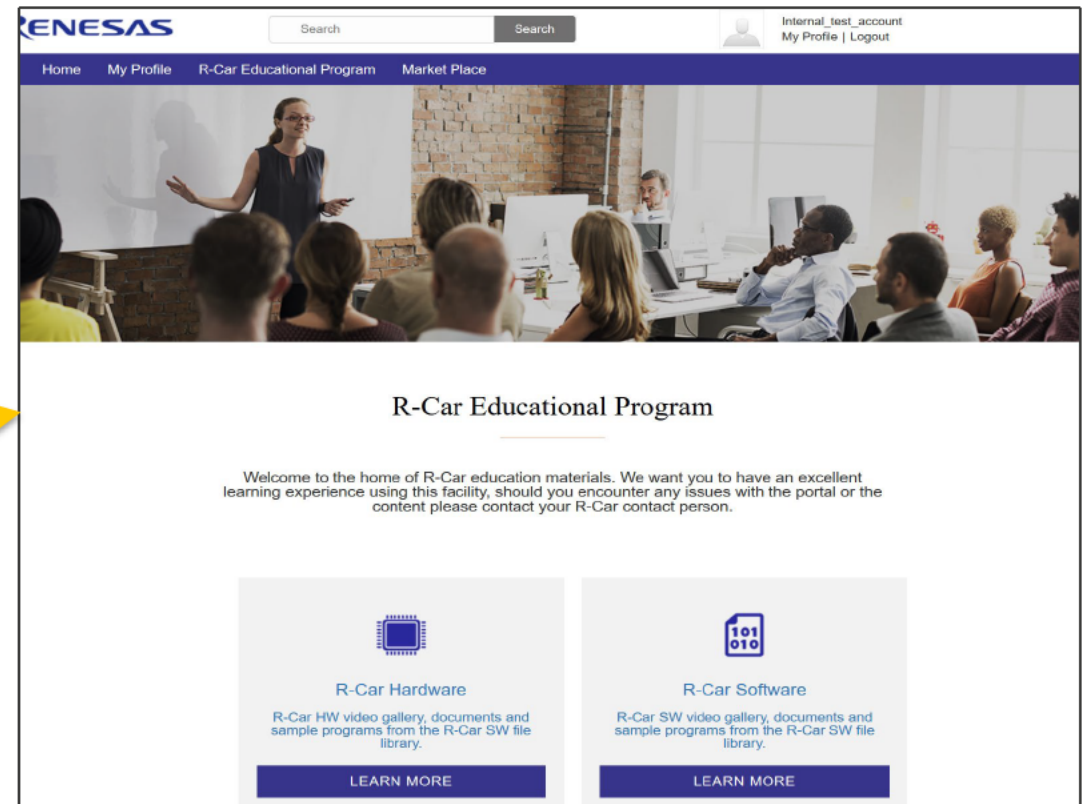 RENESAS
Search
Search
Internal_test_account
My Profile | Logout
Home My Profile R-Car Educational Program Market Place
R-Car Educational Program
Welcome to the home of R-Car education materials. We want you to have an excellent
learning experience using this facility, should you encounter any issues with the portal or the
content please contact your R-Car contact person.
R-Car Hardware
R-Car HW video gallery, documents and
sample programs from the R-Car SW file
library.
LEARN MORE
101
010
R-Car Software
R-Car SW video gallery, documents and
sample programs from the R-Car SW file
library.
LEARN MORE